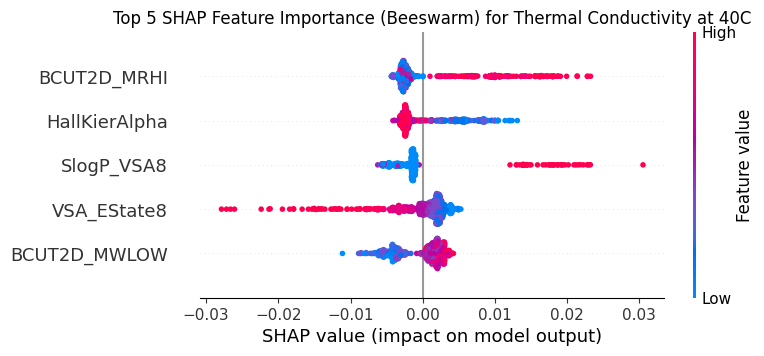 Top 5 SHAP Feature Importance (Beeswarm) for Thermal Conductivity at 40C
High
BCUT2D_MRHI
HallKierAlpha
SlogP_VSA8
VSA_EState8
BCUT2D_MWLOW
Feature value
Low
−0.03 −0.02 −0.01 0.00 0.01 0.02 0.03
SHAP value (impact on model output)